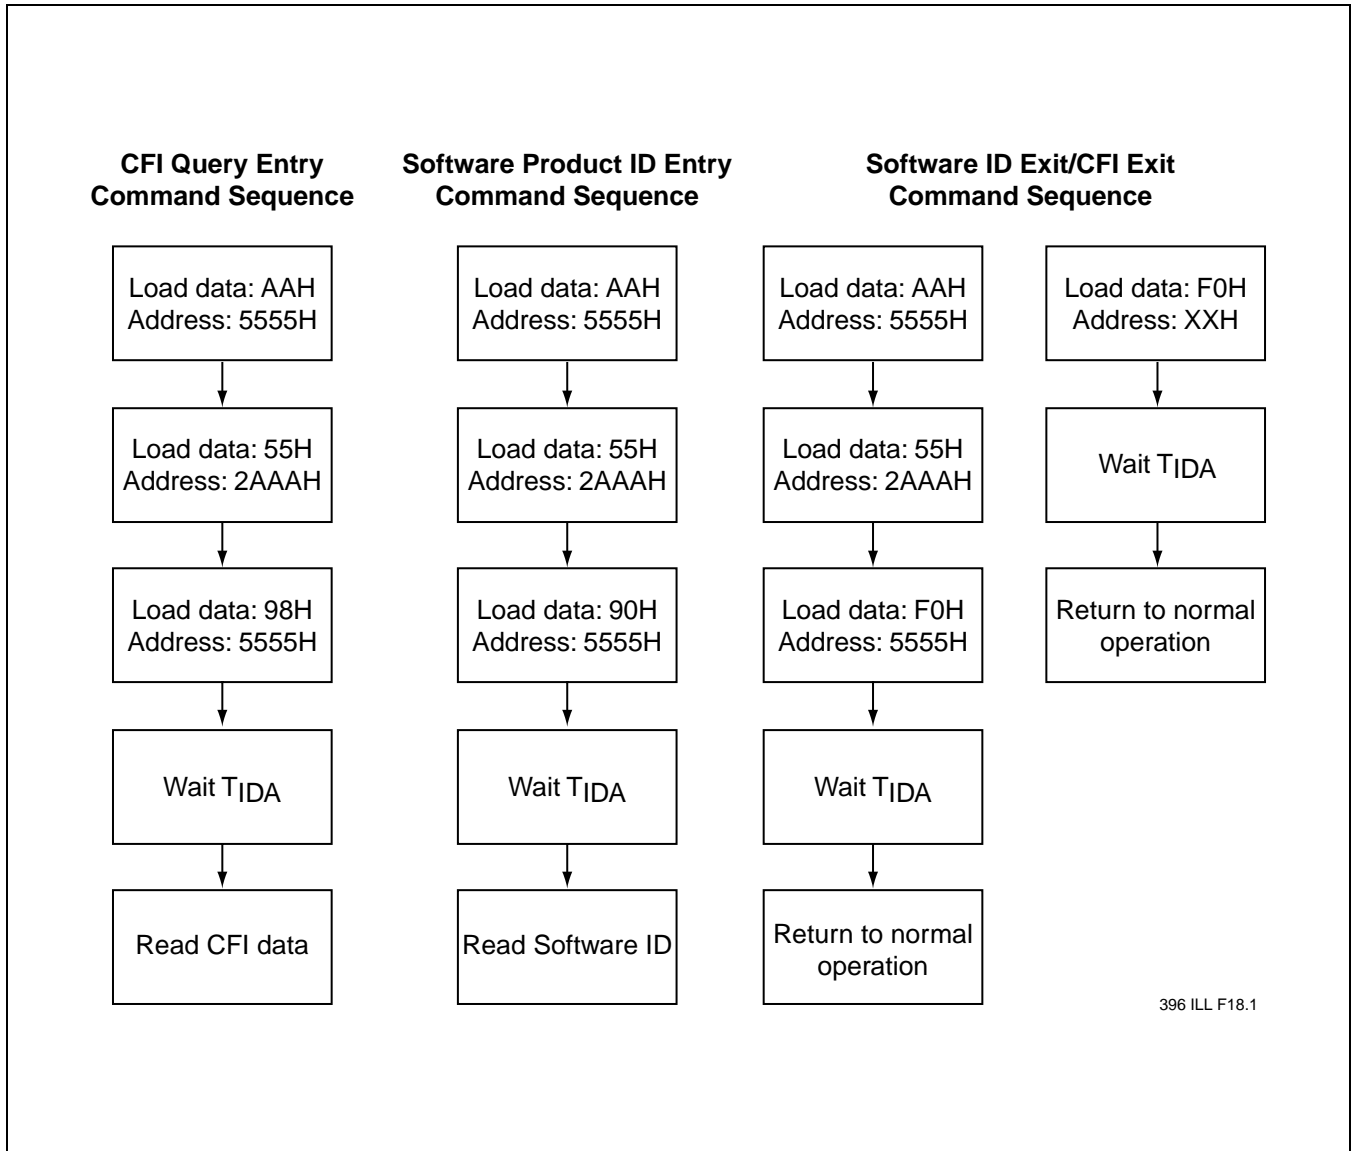 CFI Query Entry
Command Sequence
Load data: AAH
Address: 5555H
Load data: 55H
Address: 2AAAH
Load data: 98H
Address: 5555H
Wait TIDA
Read CFI data
Software Product ID Entry
Command Sequence
Load data: AAH
Address: 5555H
Load data: 55H
Address: 2AAAH
Load data: 90H
Address: 5555H
Wait TIDA
Read Software ID
Software ID Exit/CFI Exit
Command Sequence
Load data: AAH
Address: 5555H
Load data: 55H
Address: 2AAAH
Load data: F0H
Address: 5555H
Wait TIDA
Return to normal
operation
Load data: F0H
Address: XXH
Wait TIDA
Return to normal
operation
396 ILL F18.1